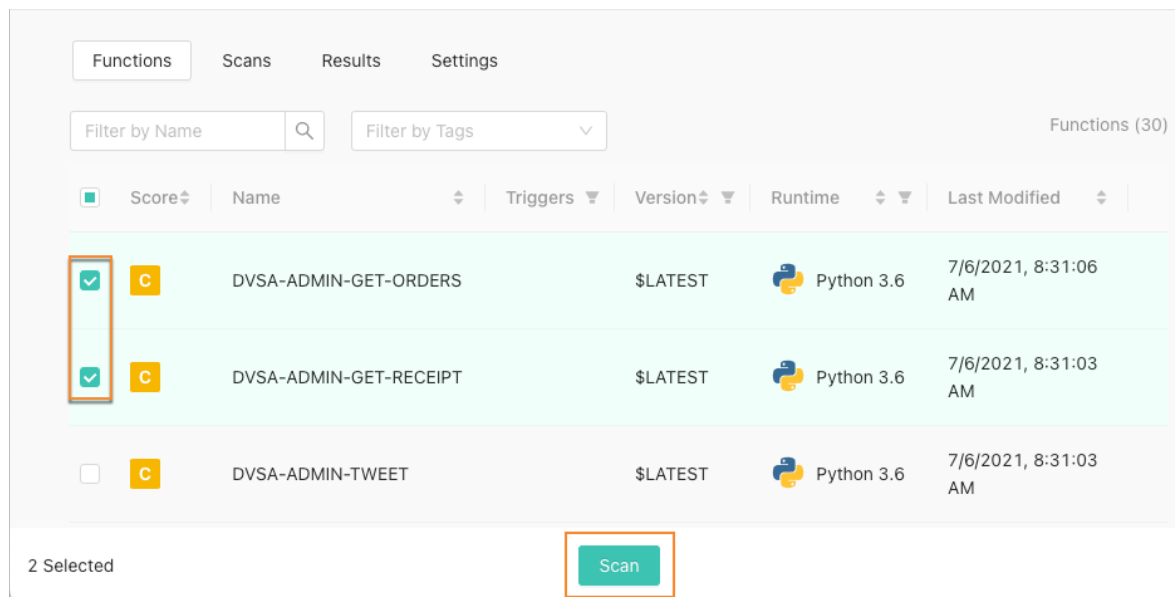 Functions Scans Results Settings
Filter by Name Filter by Tags Functions (30)
Score Name Triggers Version Runtime Last Modified
C DVSA-ADMIN-GET-ORDERS $LATEST Python 3.6 7/6/2021, 8:31:06
AM
C DVSA-ADMIN-GET-RECEIPT $LATEST Python 3.6 7/6/2021, 8:31:03
AM
C DVSA-ADMIN-TWEET $LATEST Python 3.6 7/6/2021, 8:31:03
AM
2 Selected Scan